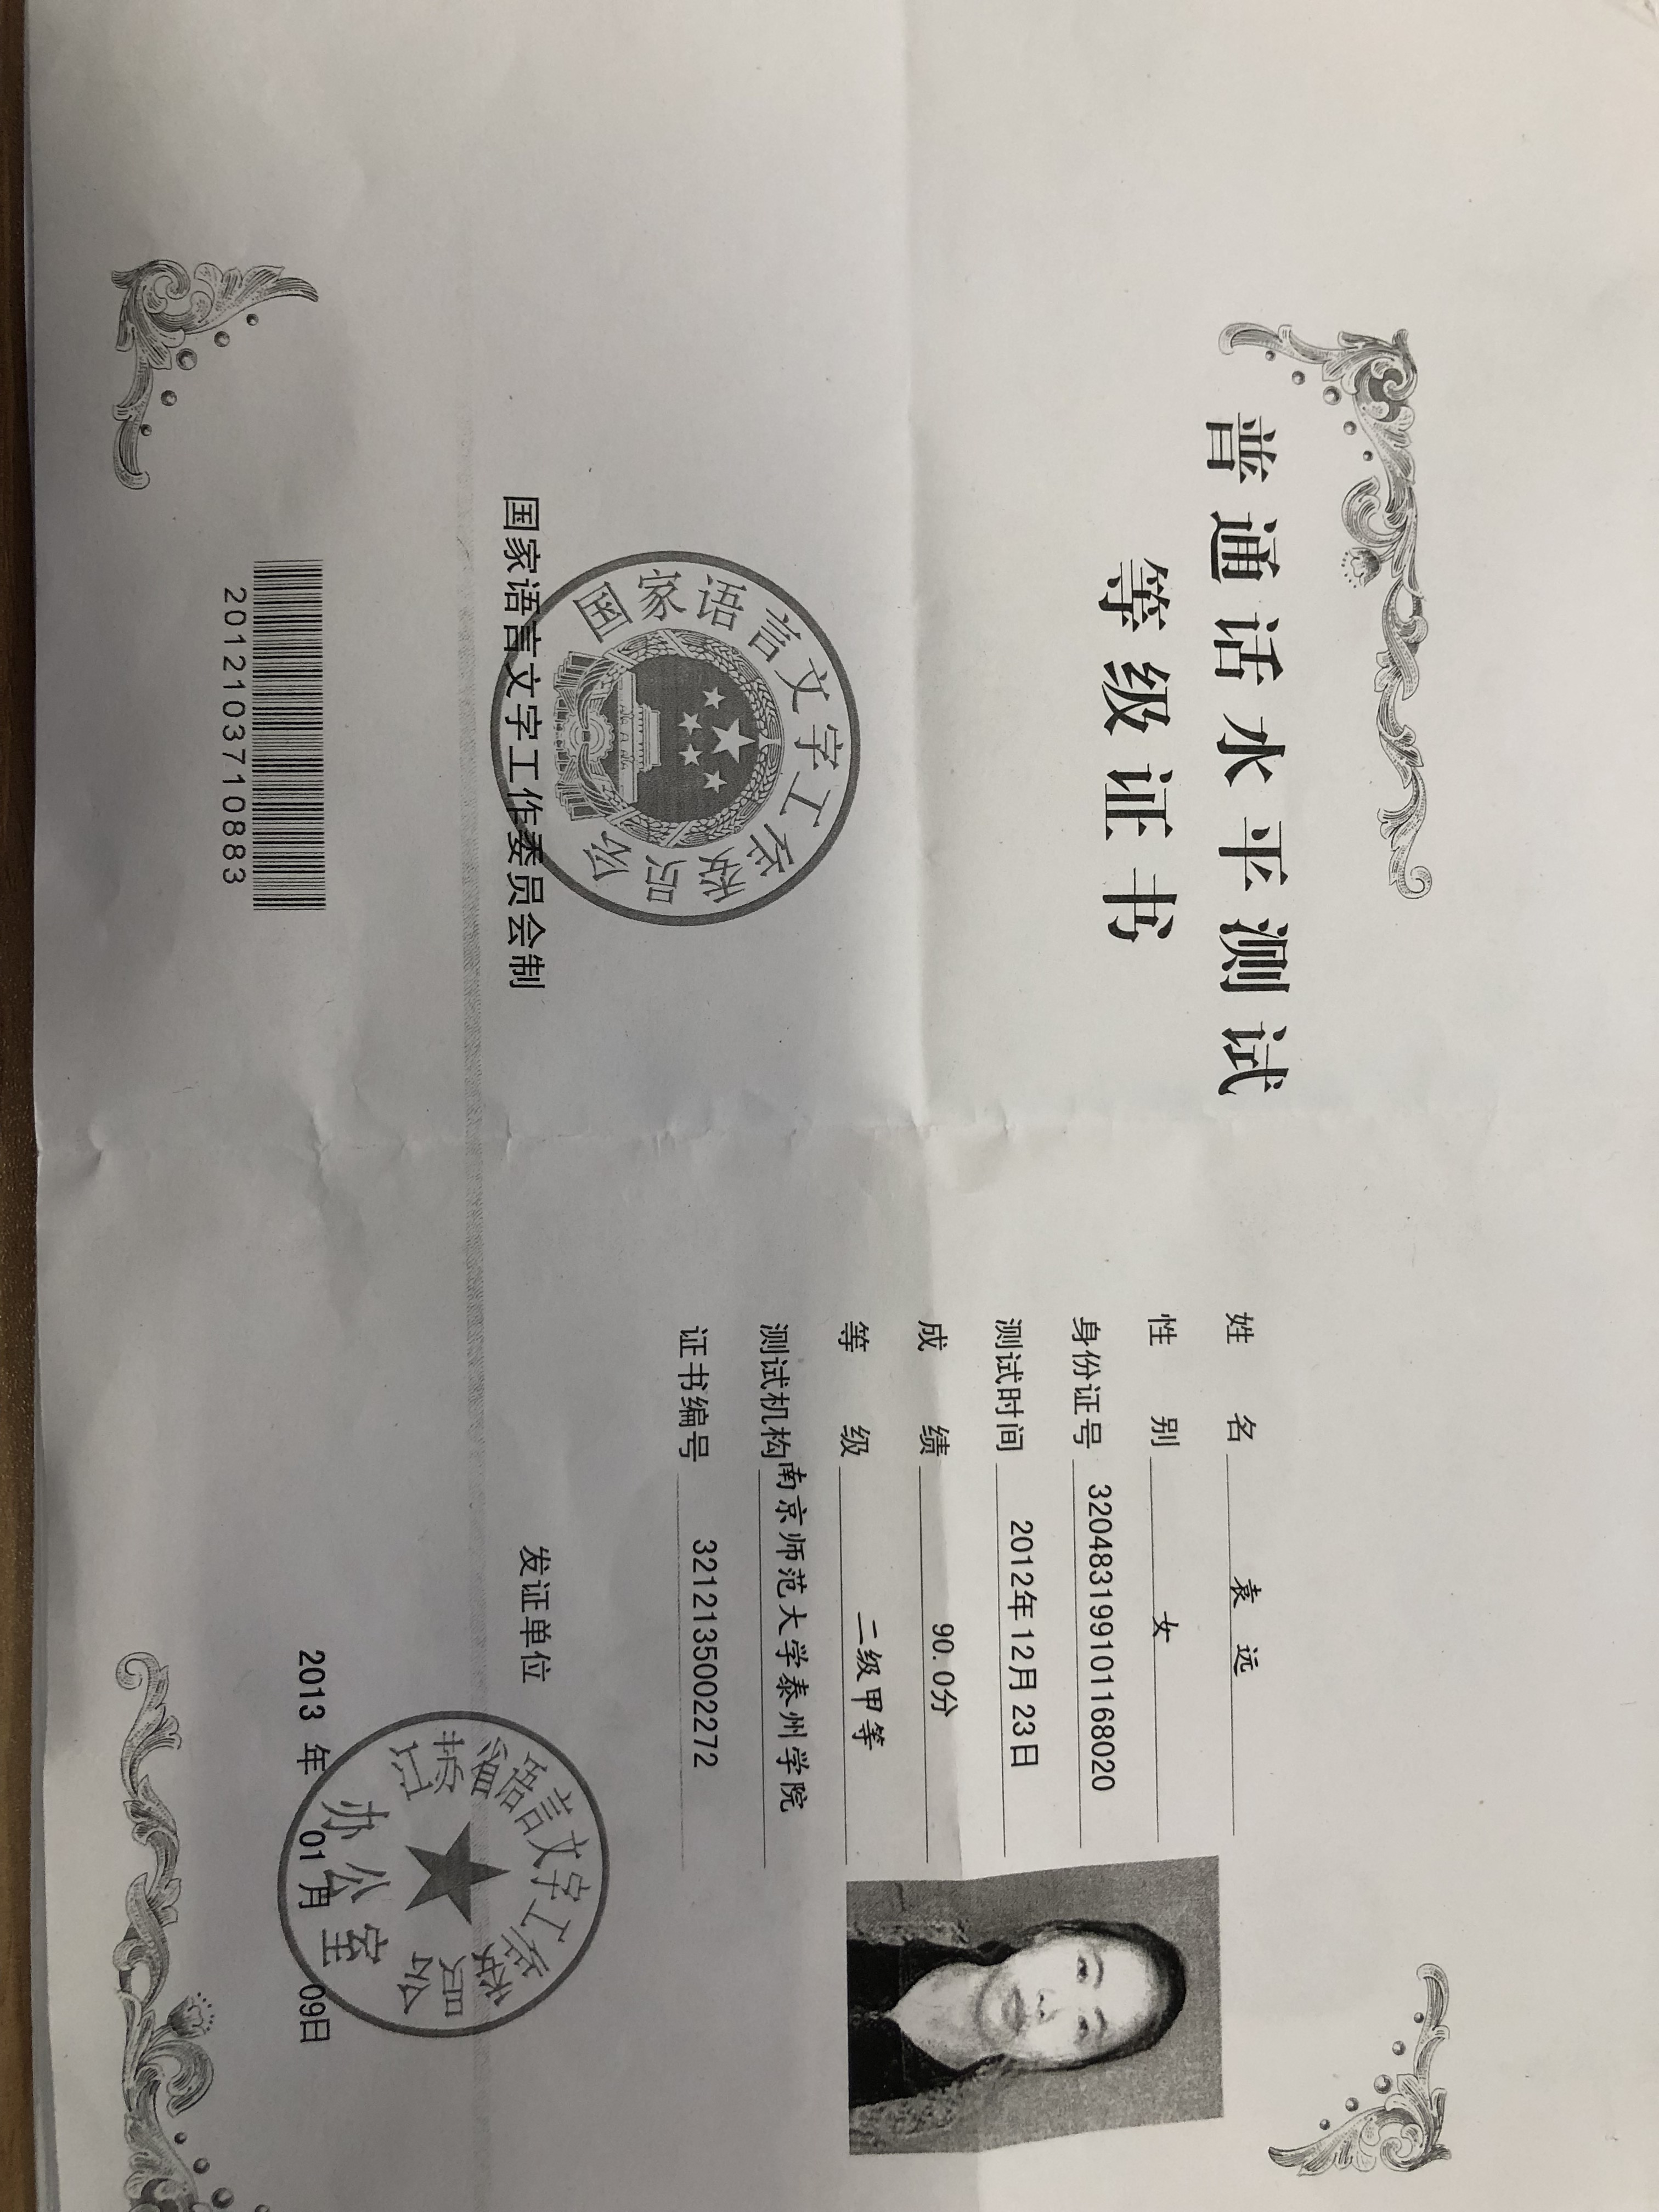 普通话水平测试
等级证书
国家语言文字工作委员会
国家语言文字工作委员会制
2012210371 0883
姓名 袁远
性别 女
身份证号 320483199101168020
测试时间 2012年12月23日
成绩 90.0分
等级 二级甲等
测试机构 南京师范大学泰州学院
证书编号 3212135002272
发证单位
江苏省语言文字工作委员会
办公室
2013年01月09日